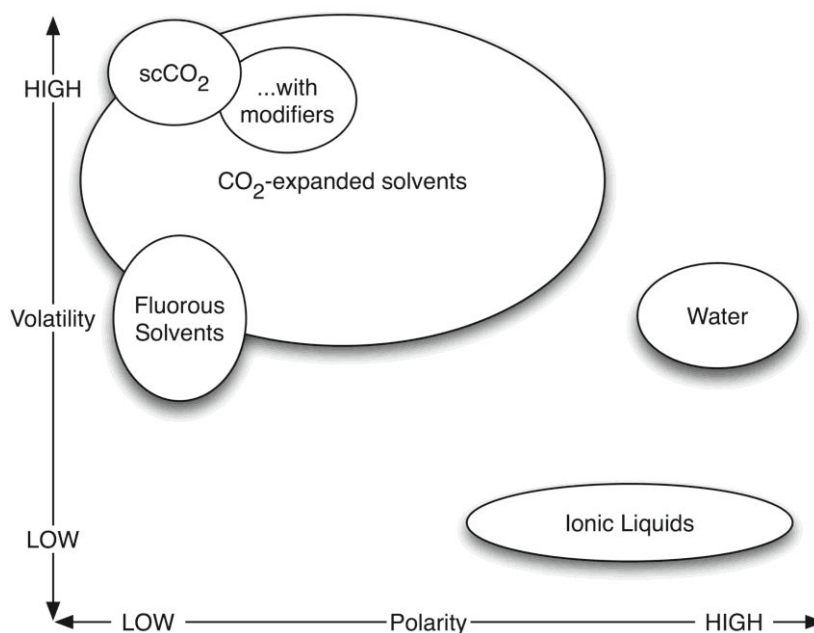 HIGH
scCO₂
...with
modifiers
CO₂-expanded solvents
Volatility
Fluorous
Solvents
Water
LOW
Ionic Liquids
LOW
Polarity
HIGH